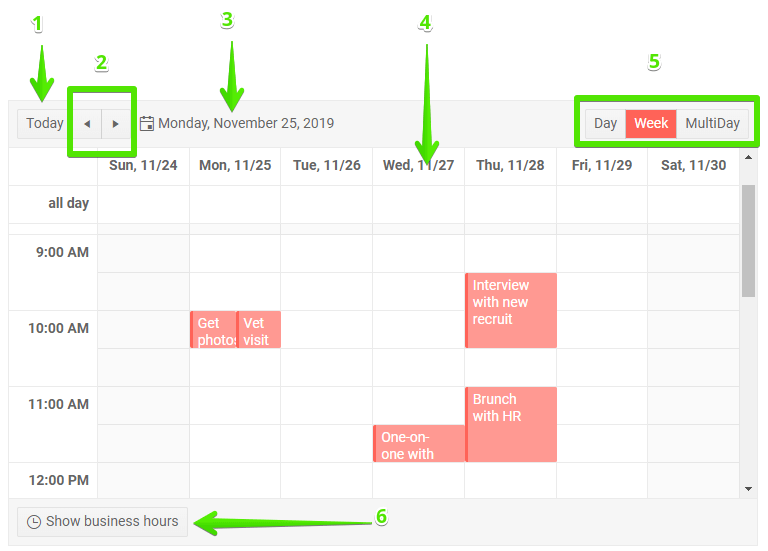 1
2
3
4
5
Today
Monday, November 25, 2019
Day Week MultiDay
Sun, 11/24 Mon, 11/25 Tue, 11/26 Wed, 11/27 Thu, 11/28 Fri, 11/29 Sat, 11/30
all day
9:00 AM
Interview
with new
recruit
10:00 AM
Get
photos
Vet
visit
11:00 AM
Brunch
with HR
One-on-
one with
12:00 PM
Show business hours
6